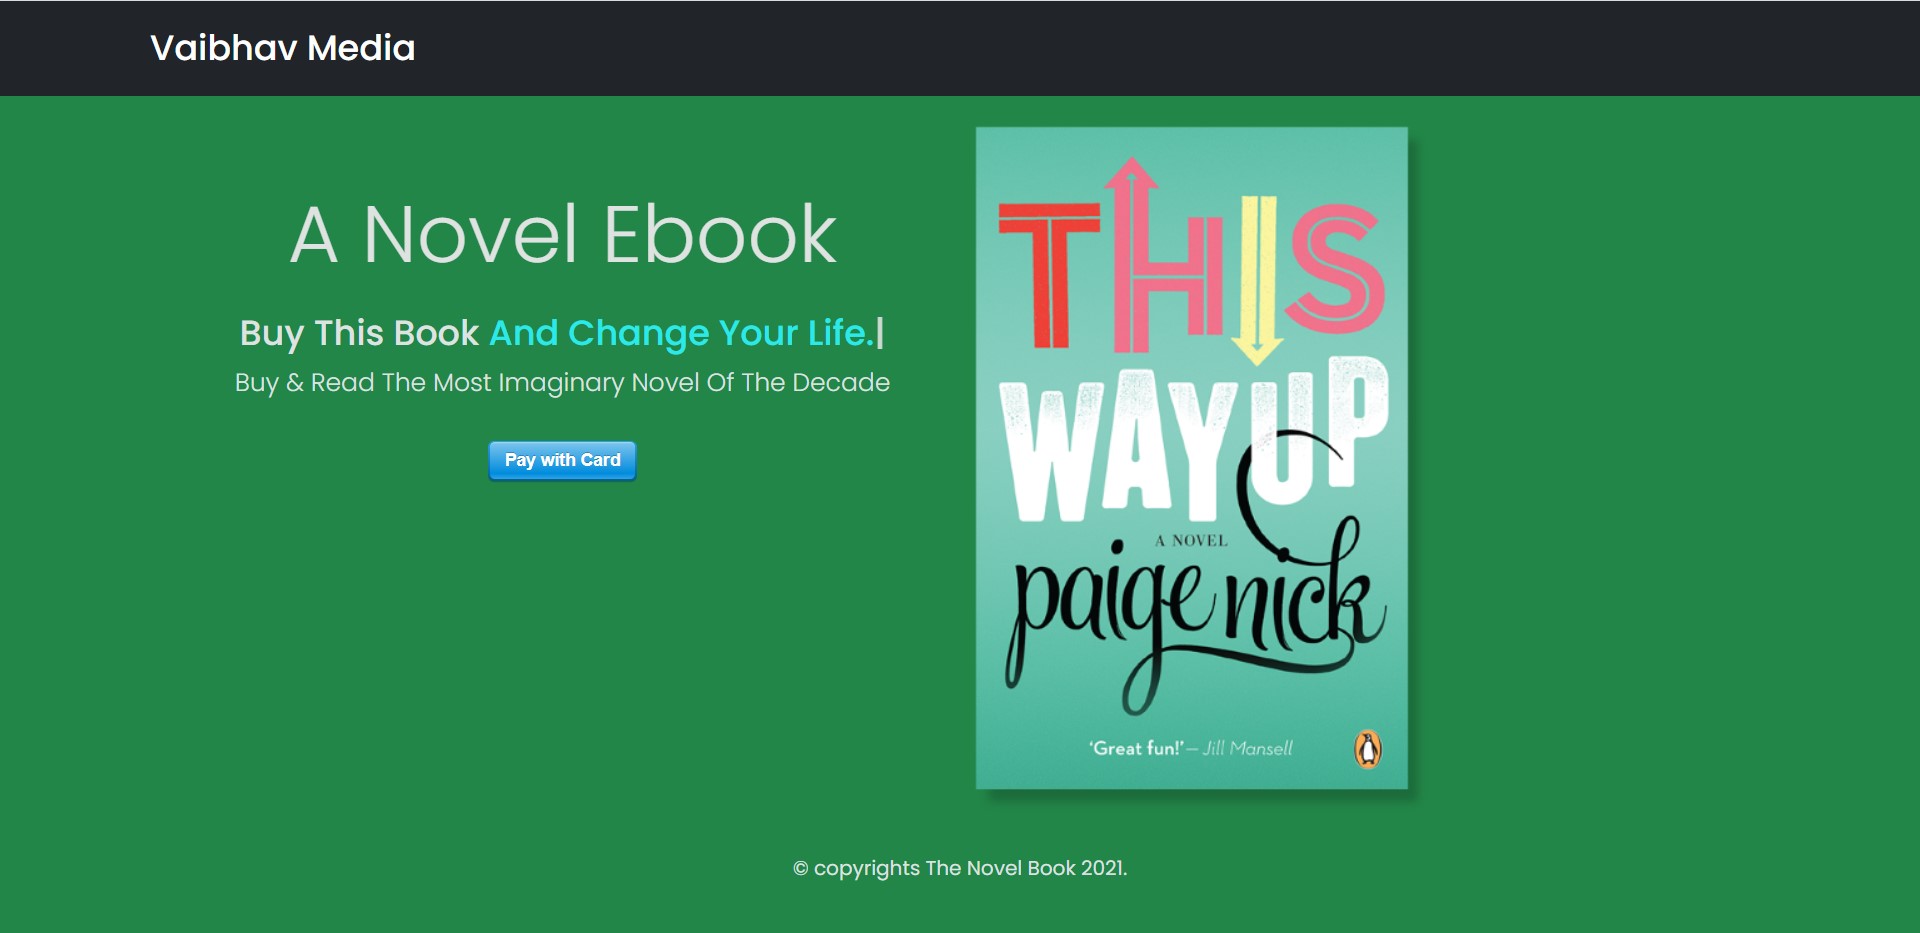 Vaibhav Media
A Novel Ebook
Buy This Book And Change Your Life.|
Buy & Read The Most Imaginary Novel Of The Decade
Pay with Card
THIS
WAY UP
A NOVEL
paige nick
‘Great fun!’ – Jill Mansell
© copyrights The Novel Book 2021.